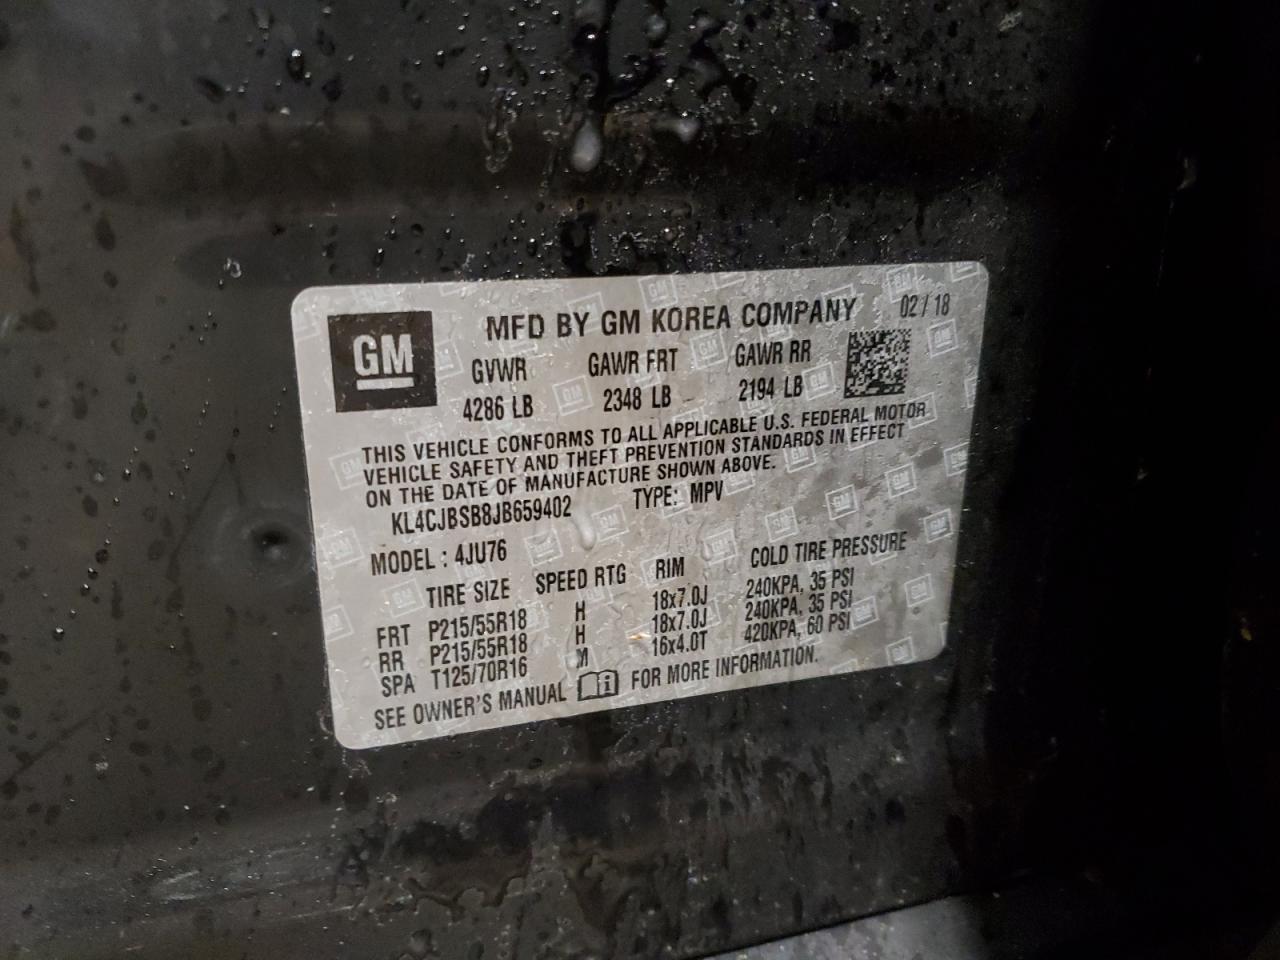 GM
MFD BY GM KOREA COMPANY 02/18
GVWR GAWR FRT GAWR RR
4286 LB 2348 LB 2194 LB
THIS VEHICLE CONFORMS TO ALL APPLICABLE U.S. FEDERAL MOTOR
VEHICLE SAFETY AND THEFT PREVENTION STANDARDS IN EFFECT
ON THE DATE OF MANUFACTURE SHOWN ABOVE.
KL4CJBSB8JB659402 TYPE: MPV
MODEL : 4JU76
TIRE SIZE SPEED RTG RIM COLD TIRE PRESSURE
FRT P215/55R18 H 18x7.0J 240KPA, 35 PSI
RR P215/55R18 H 18x7.0J 240KPA, 35 PSI
SPA T125/70R16 M 16x4.0T 420KPA, 60 PSI
SEE OWNER'S MANUAL FOR MORE INFORMATION.